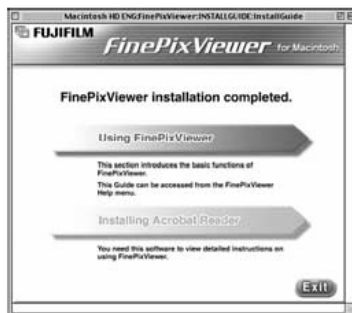 Macintosh HD ENG:FinePixViewer:INSTALLGUIDE:InstallGuide
FUJIFILM
FinePixViewer for Macintosh
FinePixViewer installation completed.
Using FinePixViewer
This section introduces the basic functions of
FinePixViewer.
This Guide can be accessed from the FinePixViewer
Help menu.
Installing Acrobat Reader
You need this software to view detailed instructions on
using FinePixViewer.
Exit